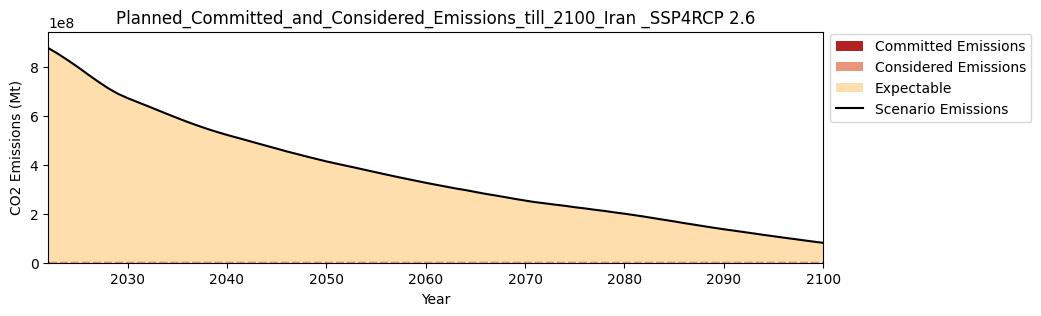 Planned_Committed_and_Considered_Emissions_till_2100_Iran _SSP4RCP 2.6
1e8
8
6
4
2
0
CO2 Emissions (Mt)
2030 2040 2050 2060 2070 2080 2090 2100
Year
Committed Emissions
Considered Emissions
Expectable
Scenario Emissions